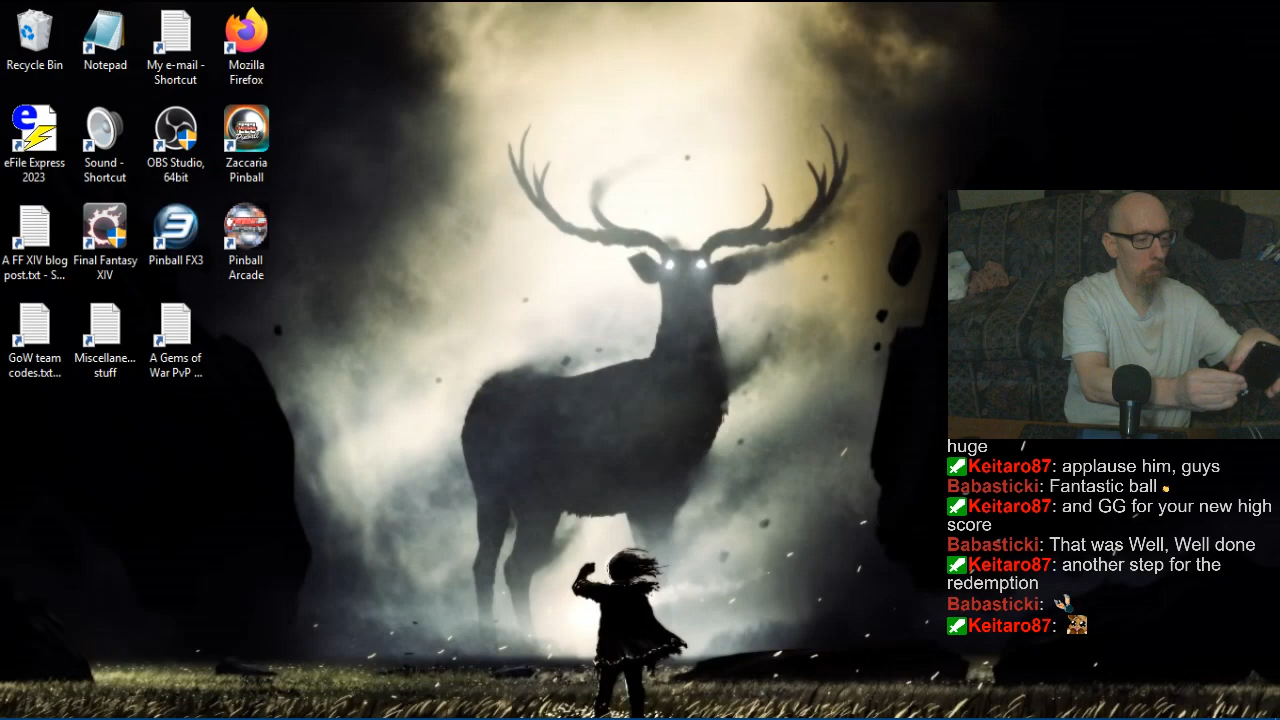 Recycle Bin
Notepad
My e-mail -
Shortcut
Mozilla
Firefox
eFile Express
2023
Sound -
Shortcut
OBS Studio,
64bit
Zaccaria
Pinball
A FF XIV blog
post.txt - S...
Final Fantasy
XIV
Pinball FX3
Pinball
Arcade
GoW team
codes.txt...
Miscellane...
stuff
A Gems of
War PvP ...
huge
Keitaro87: applause him, guys
Babasticki: Fantastic ball
Keitaro87: and GG for your new high
score
Babasticki: That was Well, Well done
Keitaro87: another step for the
redemption
Babasticki:
Keitaro87: